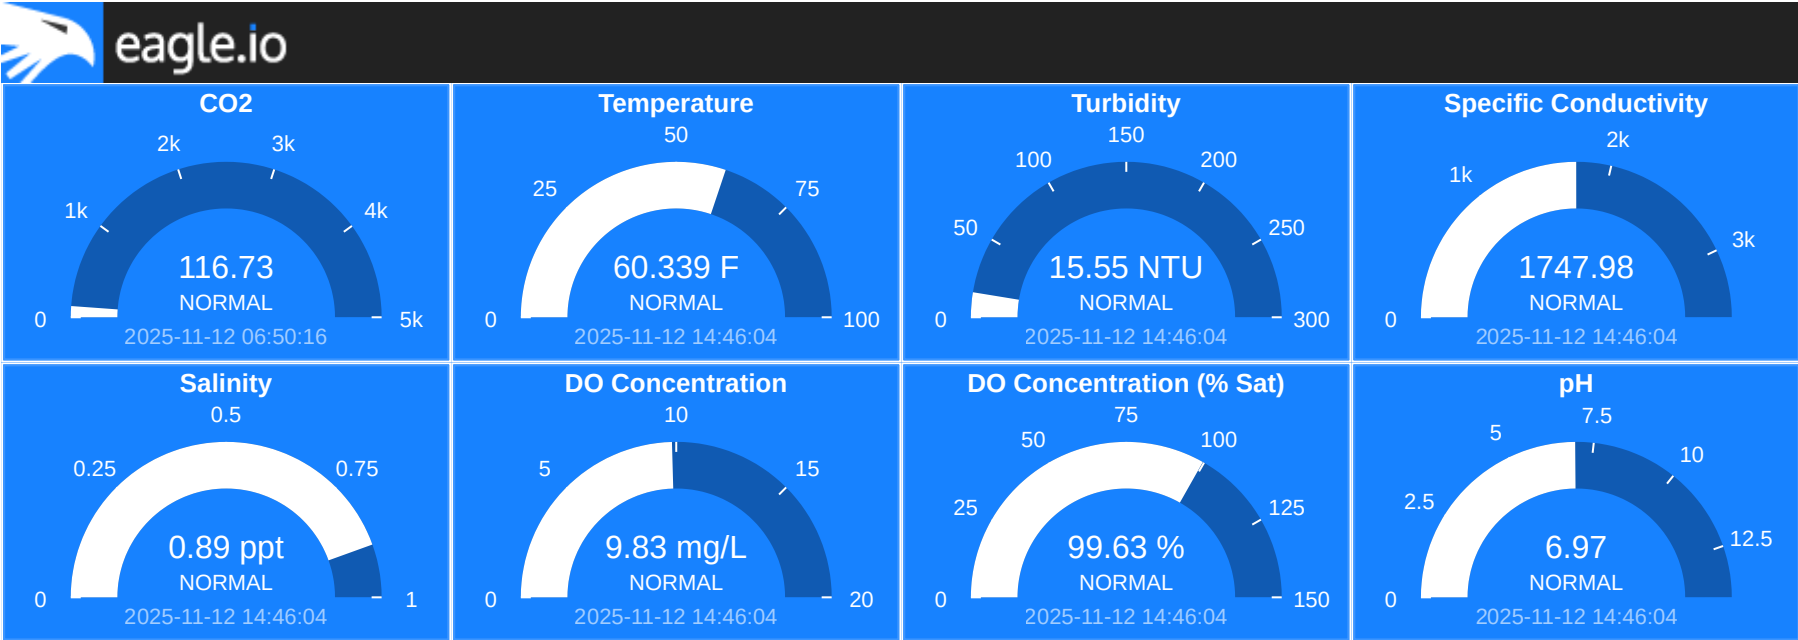 eagle.io
CO2
2k 3k
1k 4k
116.73
NORMAL
0 5k
2025-11-12 06:50:16
Temperature
50
25 75
60.339 F
NORMAL
0 100
2025-11-12 14:46:04
Turbidity
150
100 200
50 250
15.55 NTU
NORMAL
0 300
2025-11-12 14:46:04
Specific Conductivity
2k
1k
3k
1747.98
NORMAL
0
2025-11-12 14:46:04
Salinity
0.5
0.25 0.75
0.89 ppt
NORMAL
0 1
2025-11-12 14:46:04
DO Concentration
10
5 15
9.83 mg/L
NORMAL
0 20
2025-11-12 14:46:04
DO Concentration (% Sat)
75
50 100
25 125
99.63 %
NORMAL
0 150
2025-11-12 14:46:04
pH
7.5
5
10
2.5
12.5
6.97
NORMAL
0
2025-11-12 14:46:04